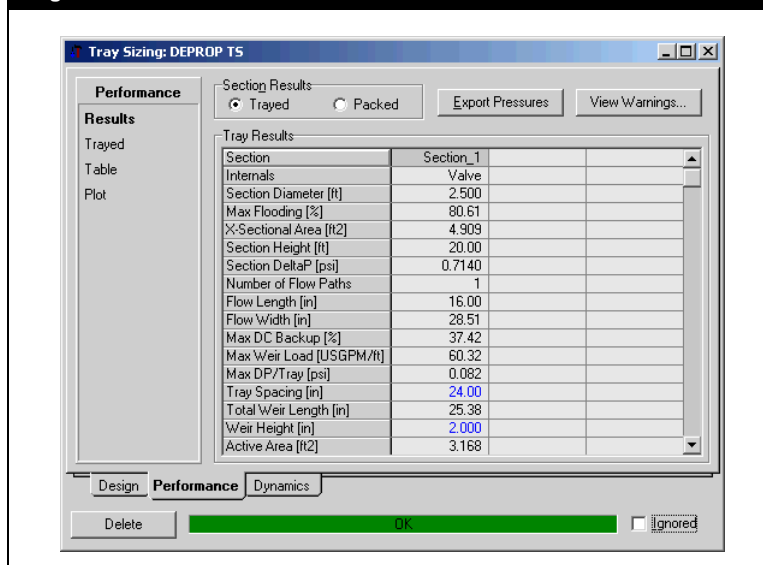 Tray Sizing: DEPROP TS
Performance
Results
Trayed
Table
Plot
Section Results
Trayed Packed
Export Pressures
View Warnings...
Tray Results
Section Section_1
Internals Valve
Section Diameter [ft] 2.500
Max Flooding [%] 80.61
X-Sectional Area [ft2] 4.909
Section Height [ft] 20.00
Section DeltaP [psi] 0.7140
Number of Flow Paths 1
Flow Length [in] 16.00
Flow Width [in] 28.51
Max DC Backup [%] 37.42
Max Weir Load [USGPM/ft] 60.32
Max DP/Tray [psi] 0.082
Tray Spacing [in] 24.00
Total Weir Length [in] 25.38
Weir Height [in] 2.000
Active Area [ft2] 3.168
Design Performance Dynamics
Delete OK Ignored